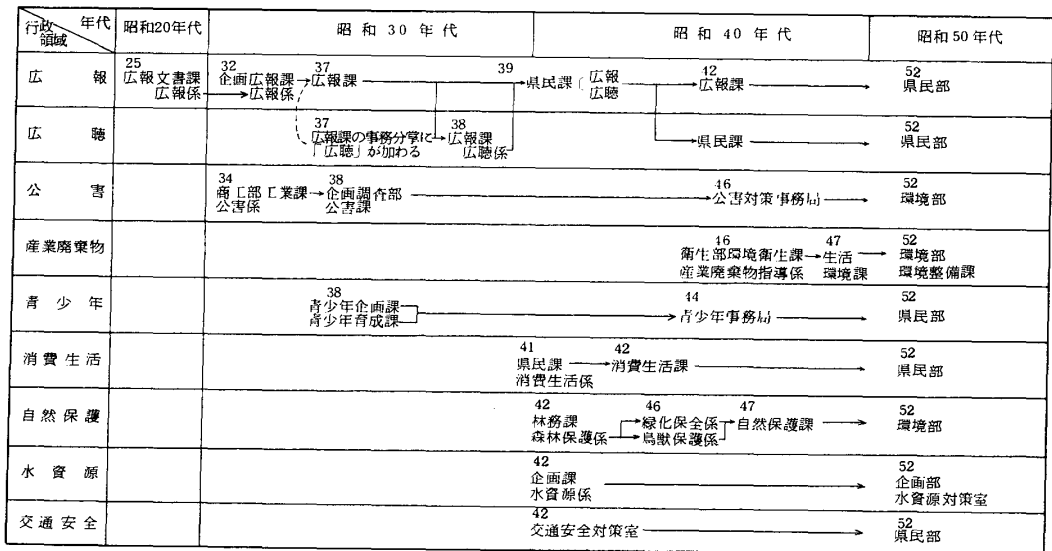 行政領域 年代 昭和20年代 昭和30年代 昭和40年代 昭和50年代
広報
25
広報文書課
広報係
32
企画広報課
広報係
37
広報課
39
県民課
広報
広聴
42
広報課
52
県民部
広聴
37
広報課の事務分掌に
「広聴」が加わる
38
広報課
広聴係
県民課
52
県民部
公害
34
商工部工業課
公害係
38
企画調査部
公害課
46
公害対策事務局
52
環境部
産業廃棄物
46
衛生部環境衛生課
産業廃棄物指導係
47
生活
環境課
52
環境部
環境整備課
青少年
38
青少年企画課
青少年育成課
44
青少年事務局
52
県民部
消費生活
41
県民課
消費生活係
42
消費生活課
52
県民部
自然保護
42
林務課
森林保護係
46
緑化保全係
鳥獣保護係
47
自然保護課
52
環境部
水資源
42
企画課
水資源係
52
企画部
水資源対策室
交通安全
42
交通安全対策室
52
県民部